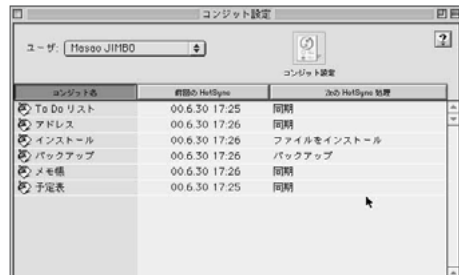 コンジット設定
ユーザ: Masao JIMBO
?
コンジット設定
コンジット名 前回の HotSync 次の HotSync 処理
To Do リスト 00.6.30 17:25 同期
アドレス 00.6.30 17:26 同期
インストール 00.6.30 17:26 ファイルをインストール
バックアップ 00.6.30 17:26 バックアップ
メモ帳 00.6.30 17:26 同期
予定表 00.6.30 17:25 同期